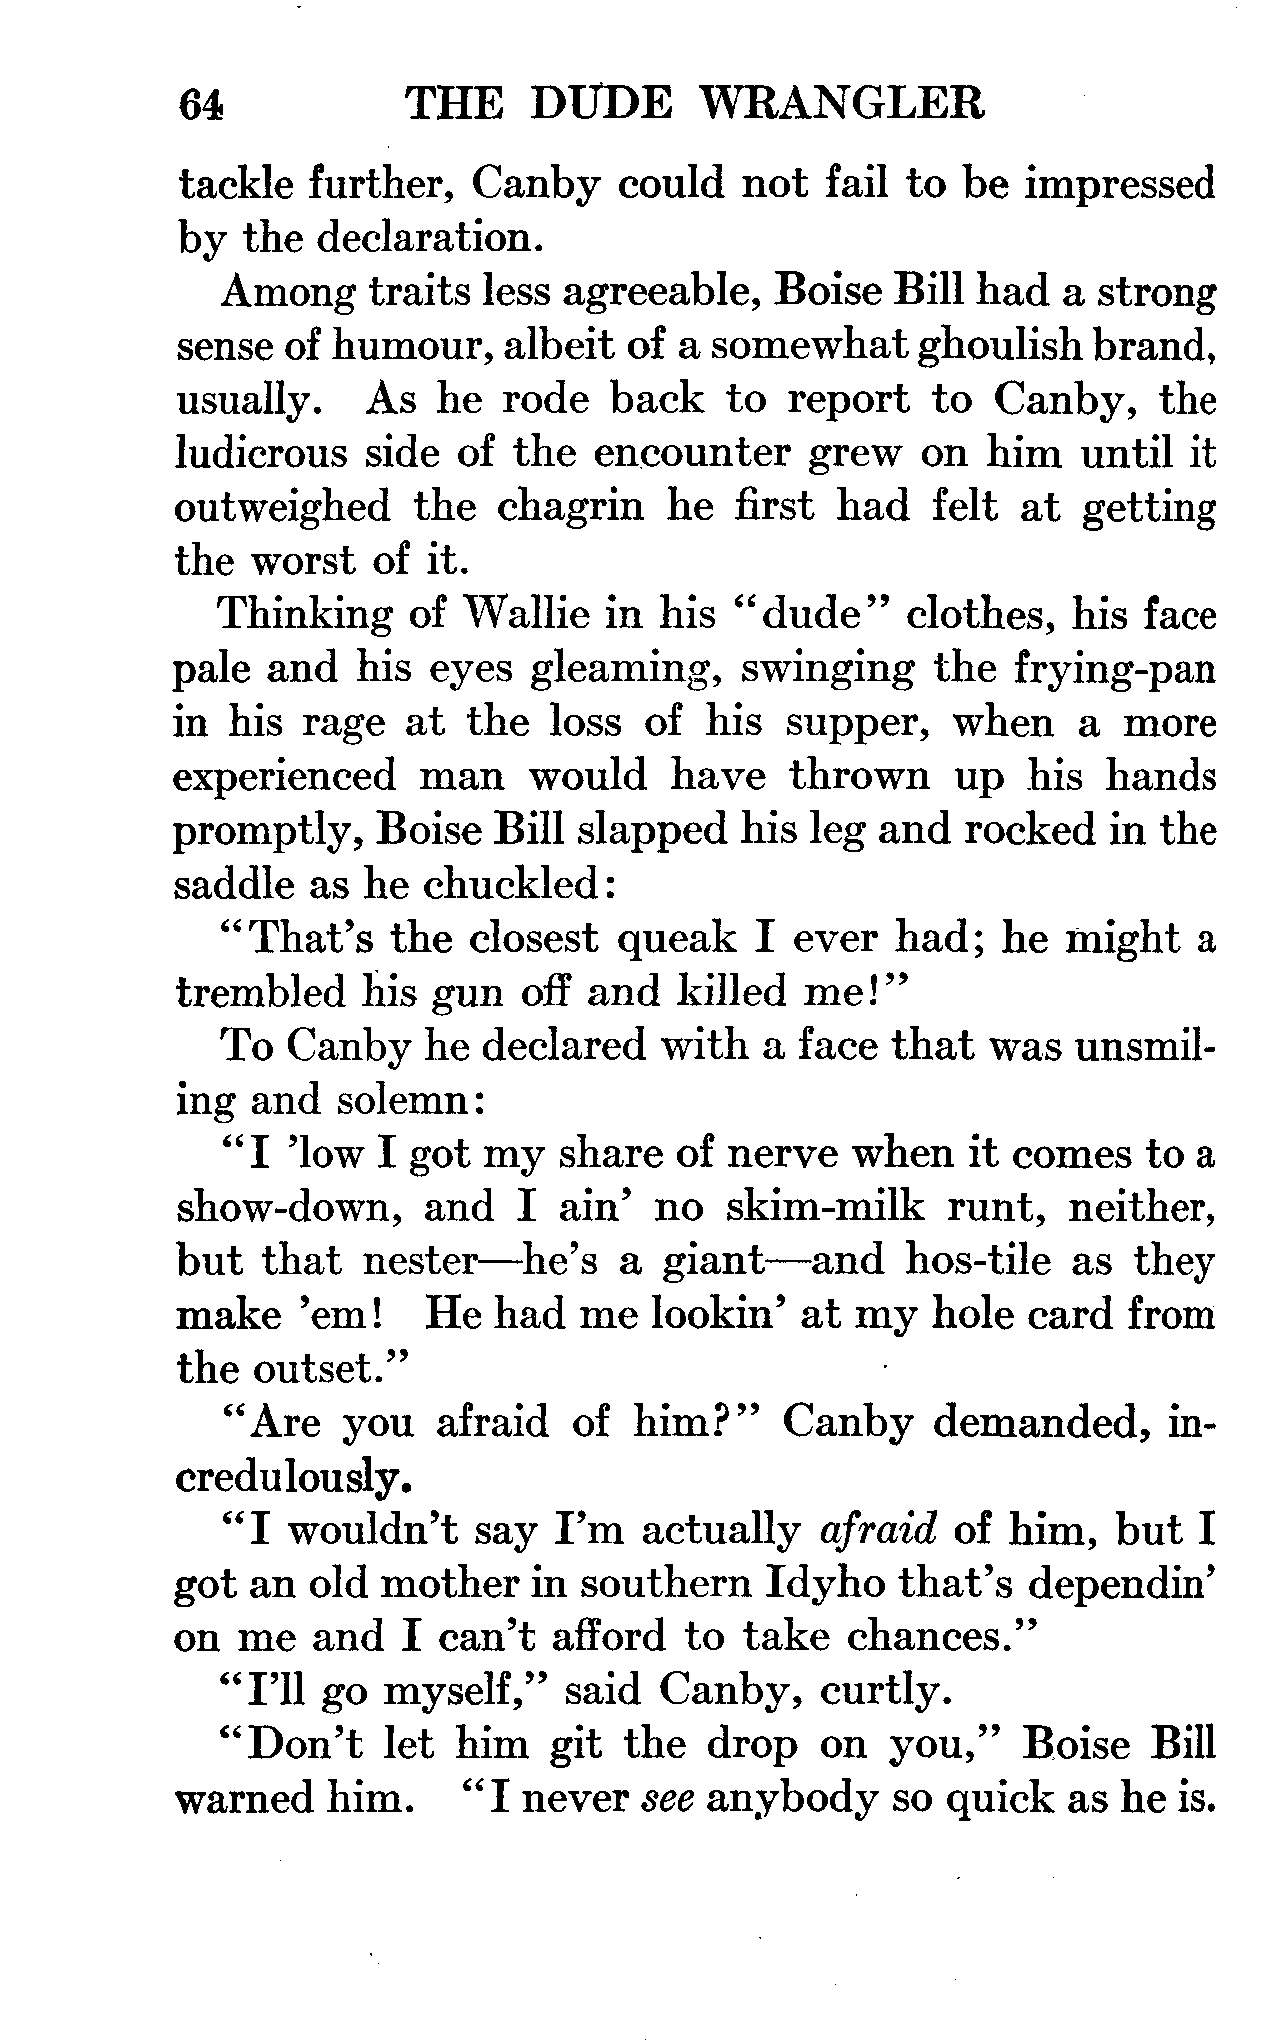 64 THE DUDE WRANGLER
tackle further, Canby could not fail to be impressed
by the declaration.
Among traits less agreeable, Boise Bill had a strong
sense of humour, albeit of a somewhat ghoulish brand,
usually. As he rode back to report to Canby, the
ludicrous side of the encounter grew on him until it
outweighed the chagrin he first had felt at getting
the worst of it.
Thinking of Wallie in his “dude” clothes, his face
pale and his eyes gleaming, swinging the frying-pan
in his rage at the loss of his supper, when a more
experienced man would have thrown up his hands
promptly, Boise Bill slapped his leg and rocked in the
saddle as he chuckled:
“That’s the closest queak I ever had; he might a
trembled his gun off and killed me!”
To Canby he declared with a face that was unsmil-
ing and solemn:
“I ’low I got my share of nerve when it comes to a
show-down, and I ain’ no skim-milk runt, neither,
but that nester—he’s a giant—and hos-tile as they
make ’em! He had me lookin’ at my hole card from
the outset.”
“Are you afraid of him?” Canby demanded, in-
credulously.
“I wouldn’t say I’m actually afraid of him, but I
got an old mother in southern Idyho that’s dependin’
on me and I can’t afford to take chances.”
“I’ll go myself,” said Canby, curtly.
“Don’t let him git the drop on you,” Boise Bill
warned him. “I never see anybody so quick as he is.